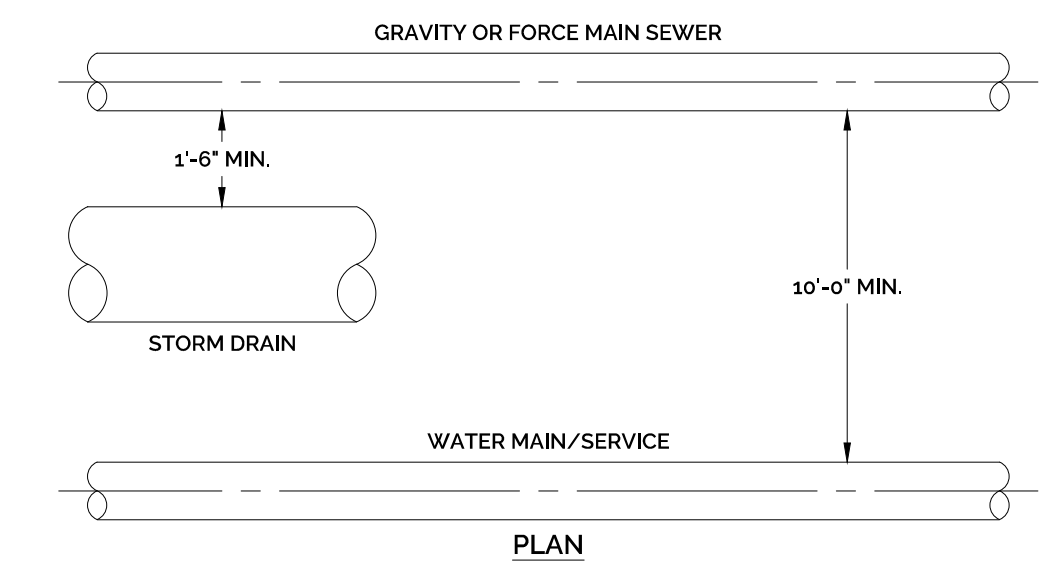 GRAVITY OR FORCE MAIN SEWER
1'-6" MIN.
10'-0" MIN.
STORM DRAIN
WATER MAIN/SERVICE
PLAN